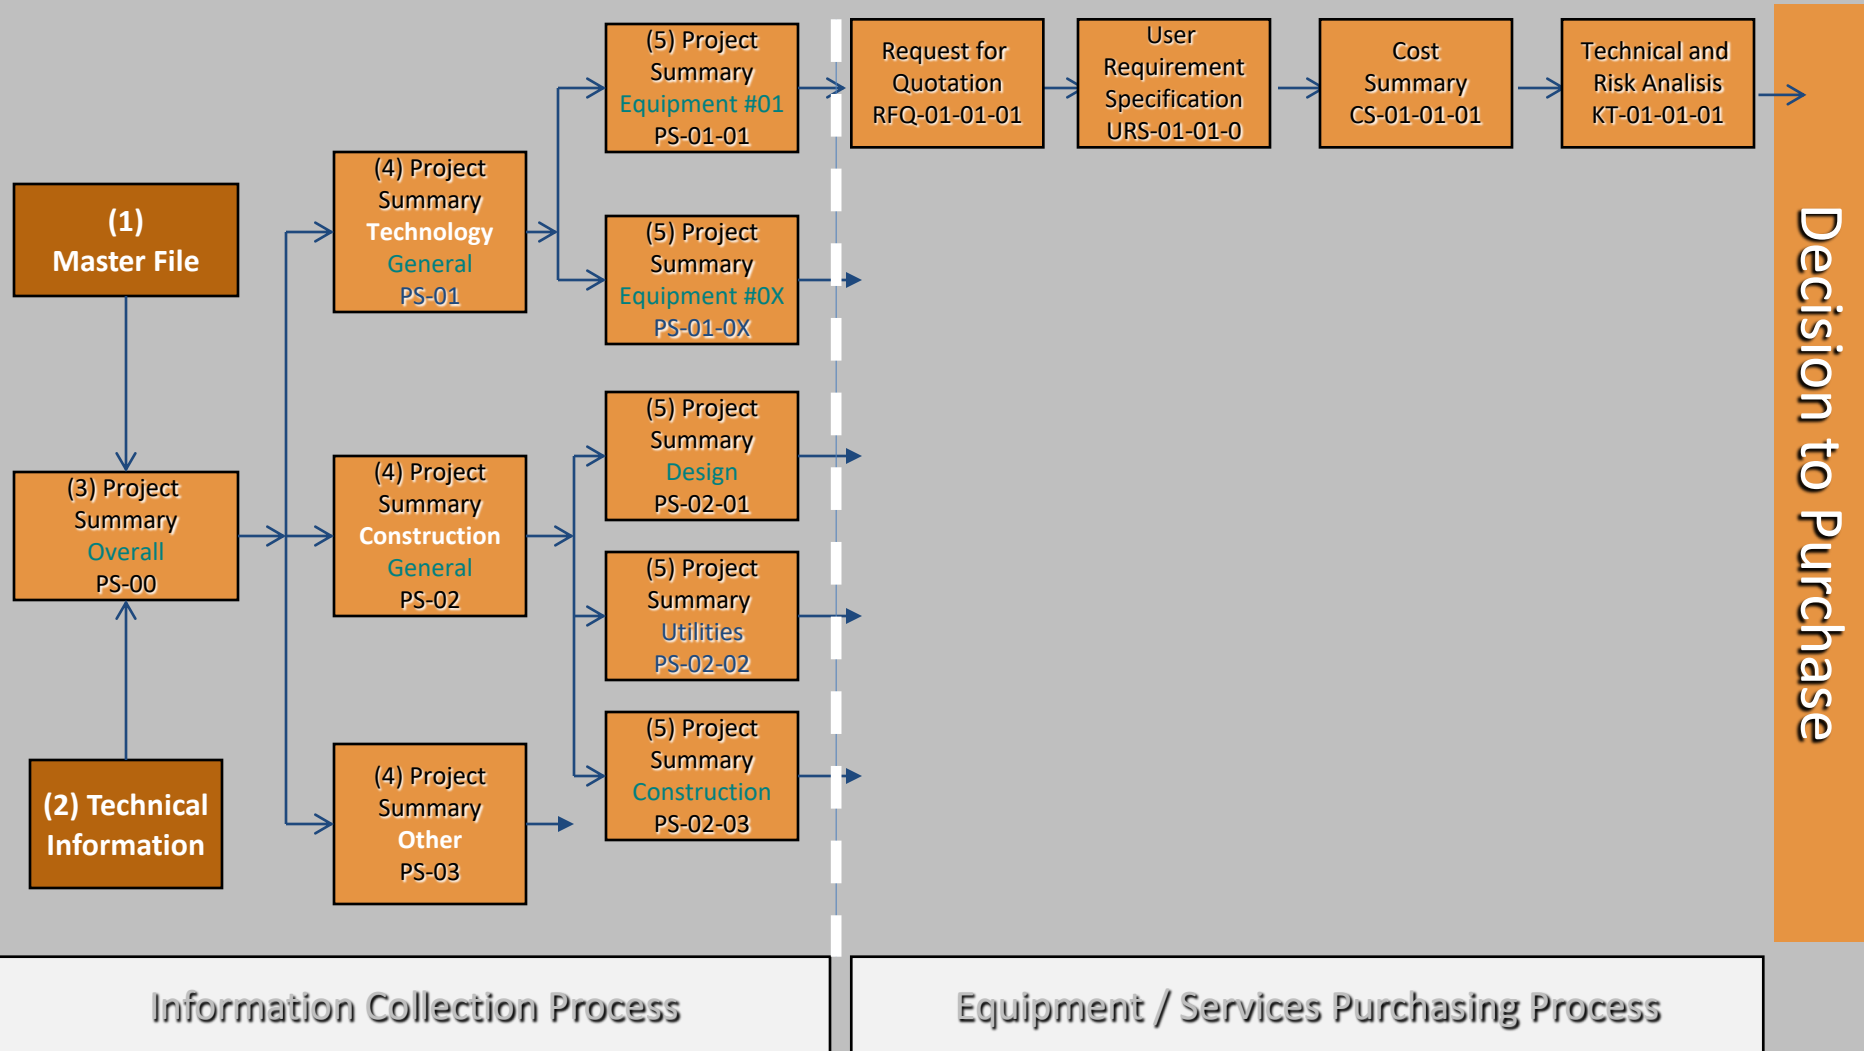 (1)
Master File
(2) Technical
Information
(3) Project
Summary
Overall
PS-00
(4) Project
Summary
Technology
General
PS-01
(4) Project
Summary
Construction
General
PS-02
(4) Project
Summary
Other
PS-03
(5) Project
Summary
Equipment #01
PS-01-01
(5) Project
Summary
Equipment #0X
PS-01-0X
(5) Project
Summary
Design
PS-02-01
(5) Project
Summary
Utilities
PS-02-02
(5) Project
Summary
Construction
PS-02-03
Request for
Quotation
RFQ-01-01-01
User
Requirement
Specification
URS-01-01-0
Cost
Summary
CS-01-01-01
Technical and
Risk Analisis
KT-01-01-01
Decision to Purchase
Information Collection Process
Equipment / Services Purchasing Process